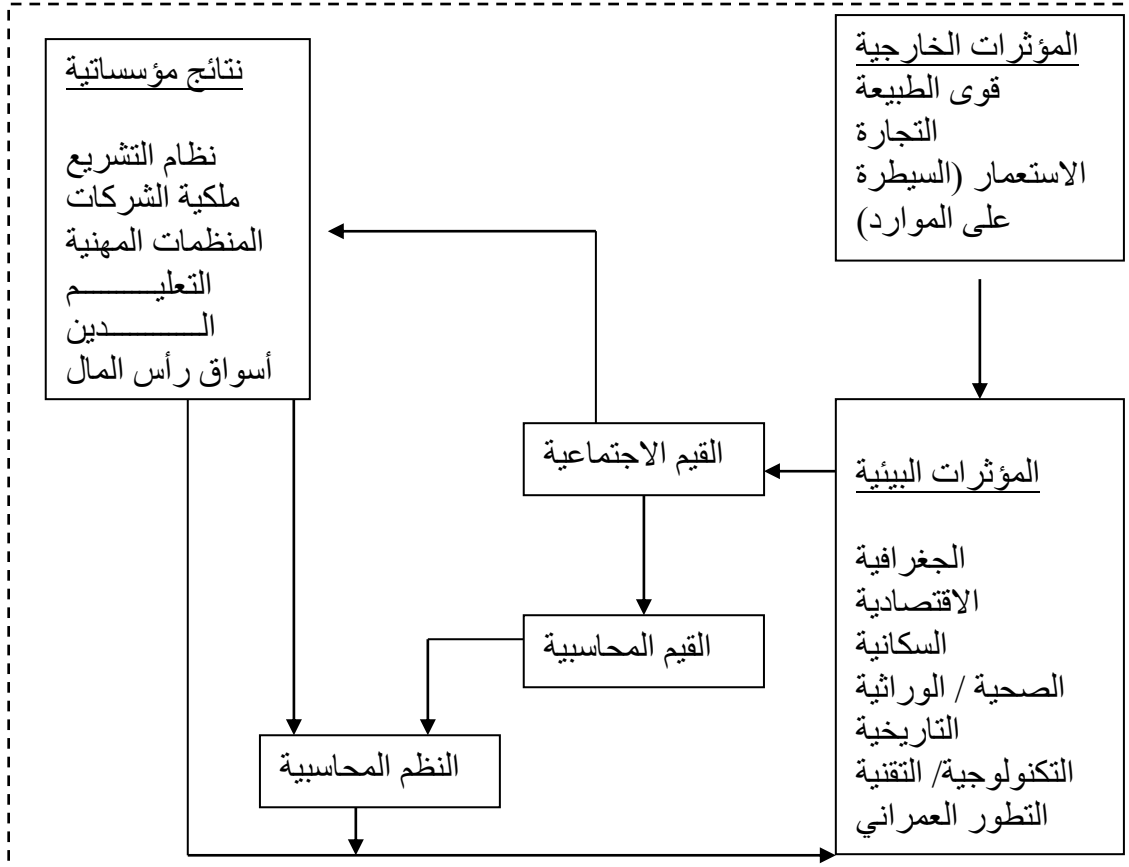 المؤثرات الخارجية
قوى الطبيعة
التجارة
الاستعمار (السيطرة
على الموارد)
نتائج مؤسساتية
نظام التشريع
ملكية الشركات
المنظمات المهنية
التعليـــــــــــم
الـــــــــــدين
أسواق رأس المال
القيم الاجتماعية
المؤثرات البيئية
الجغرافية
الاقتصادية
السكانية
الصحية / الوراثية
التاريخية
التكنولوجية/ التقنية
التطور العمراني
القيم المحاسبية
النظم المحاسبية